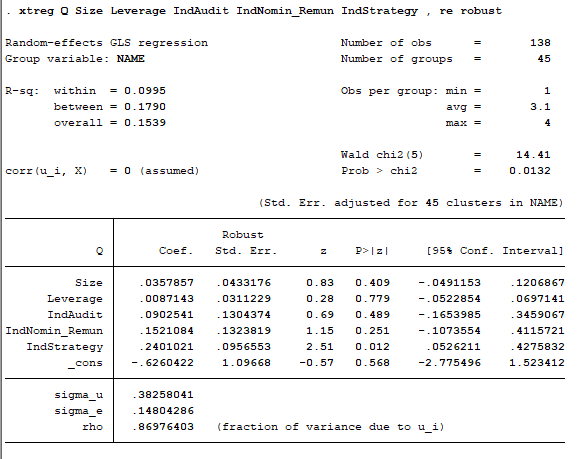 . xtreg Q Size Leverage IndAudit IndNomin_Remun IndStrategy , re robust
Random-effects GLS regression Number of obs = 138
Group variable: NAME Number of groups = 45
R-sq: within = 0.0995 Obs per group: min = 1
between = 0.1790 avg = 3.1
overall = 0.1539 max = 4
Wald chi2(5) = 14.41
corr(u_i, X) = 0 (assumed) Prob > chi2 = 0.0132
(Std. Err. adjusted for 45 clusters in NAME)
Robust
Q Coef. Std. Err. z P>|z| [95% Conf. Interval]
Size .0357857 .0433176 0.83 0.409 -.0491153 .1206867
Leverage .0087143 .0311229 0.28 0.779 -.0522854 .0697141
IndAudit .0902541 .1304374 0.69 0.489 -.1653985 .3459067
IndNomin_Remun .1521084 .1323819 1.15 0.251 -.1073554 .4115721
IndStrategy .2401021 .0956553 2.51 0.012 .0526211 .4275832
_cons -.6260422 1.09668 -0.57 0.568 -2.775496 1.523412
sigma_u .38258041
sigma_e .14804286
rho .86976403 (fraction of variance due to u_i)